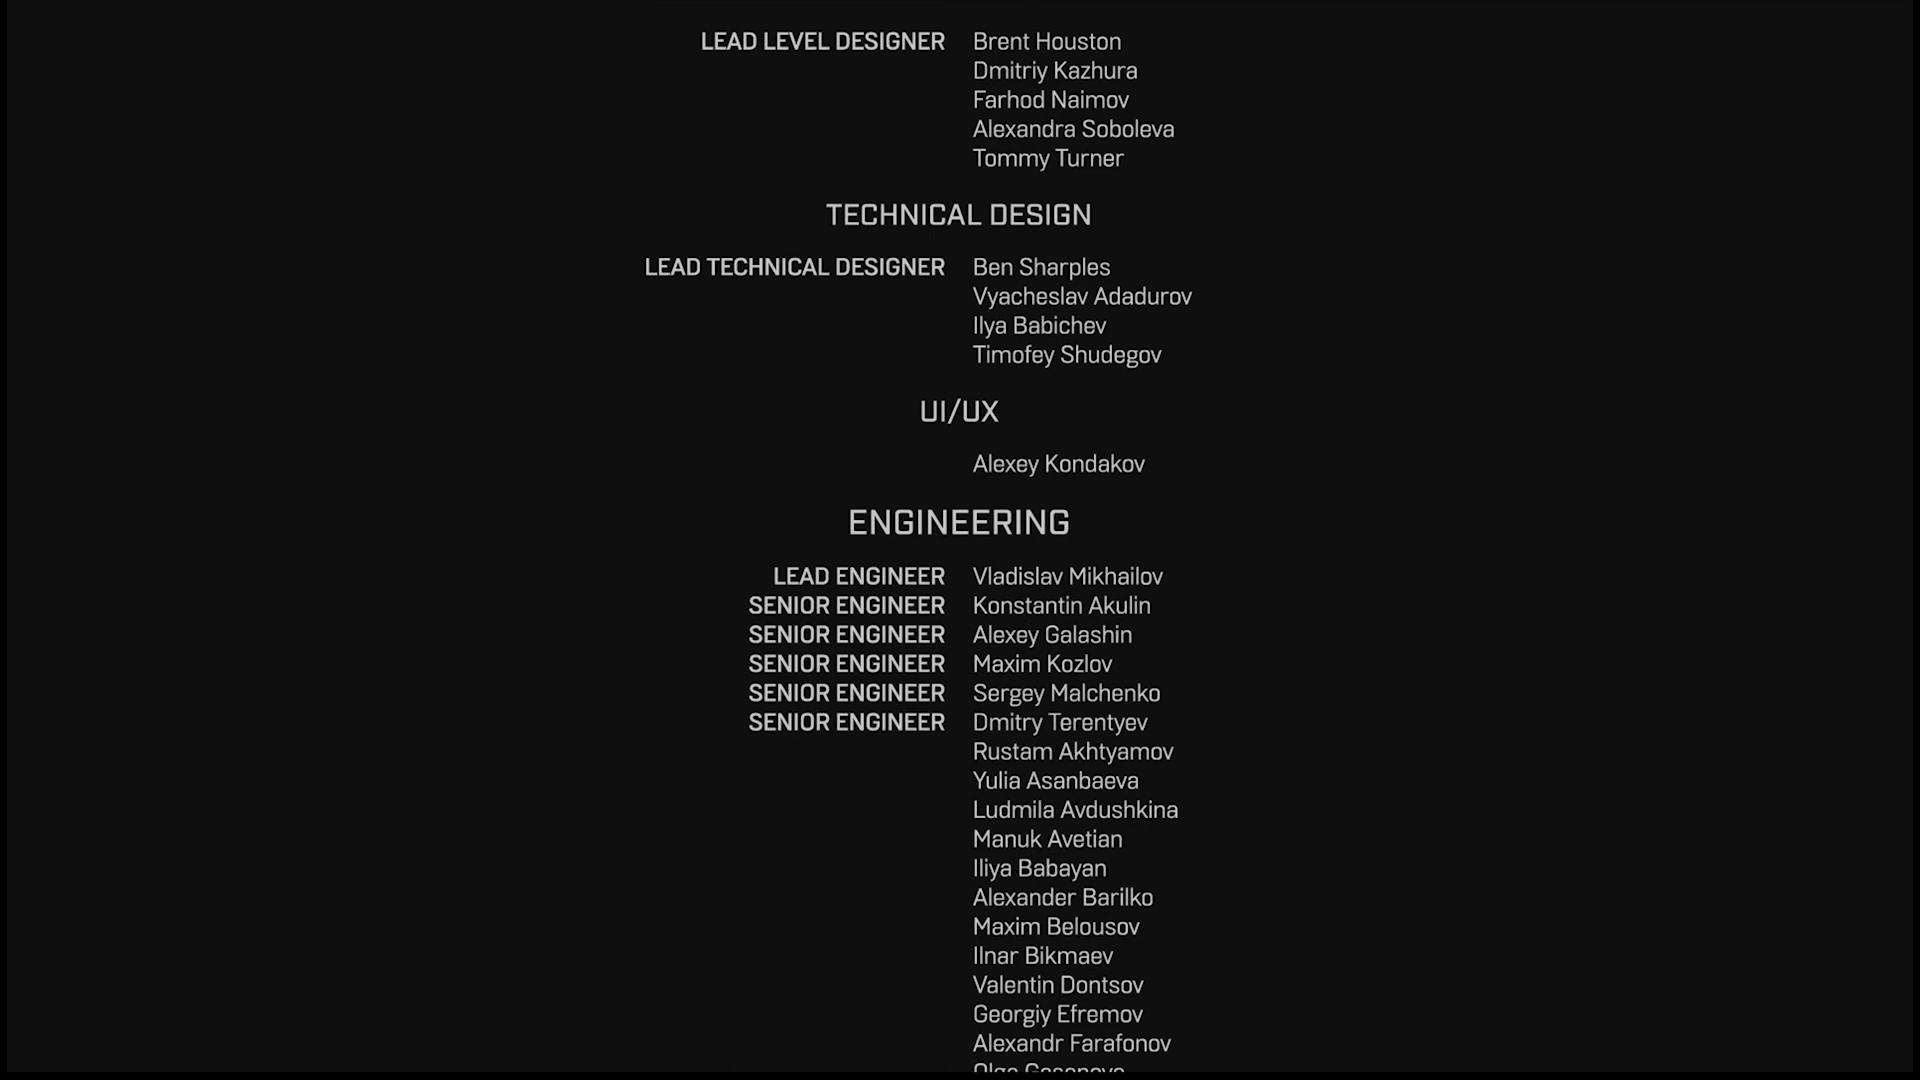 LEAD LEVEL DESIGNER Brent Houston
Dmitriy Kazhura
Farhod Naimov
Alexandra Soboleva
Tommy Turner
TECHNICAL DESIGN
LEAD TECHNICAL DESIGNER Ben Sharples
Vyacheslav Adadurov
Ilya Babichev
Timofey Shudegov
UI/UX
Alexey Kondakov
ENGINEERING
LEAD ENGINEER Vladislav Mikhailov
SENIOR ENGINEER Konstantin Akulin
SENIOR ENGINEER Alexey Galashin
SENIOR ENGINEER Maxim Kozlov
SENIOR ENGINEER Sergey Malchenko
SENIOR ENGINEER Dmitry Terentyev
Rustam Akhtyamov
Yulia Asanbaeva
Ludmila Avdushkina
Manuk Avetian
Iliya Babayan
Alexander Barilko
Maxim Belousov
Ilnar Bikmaev
Valentin Dontsov
Georgiy Efremov
Alexandr Farafonov